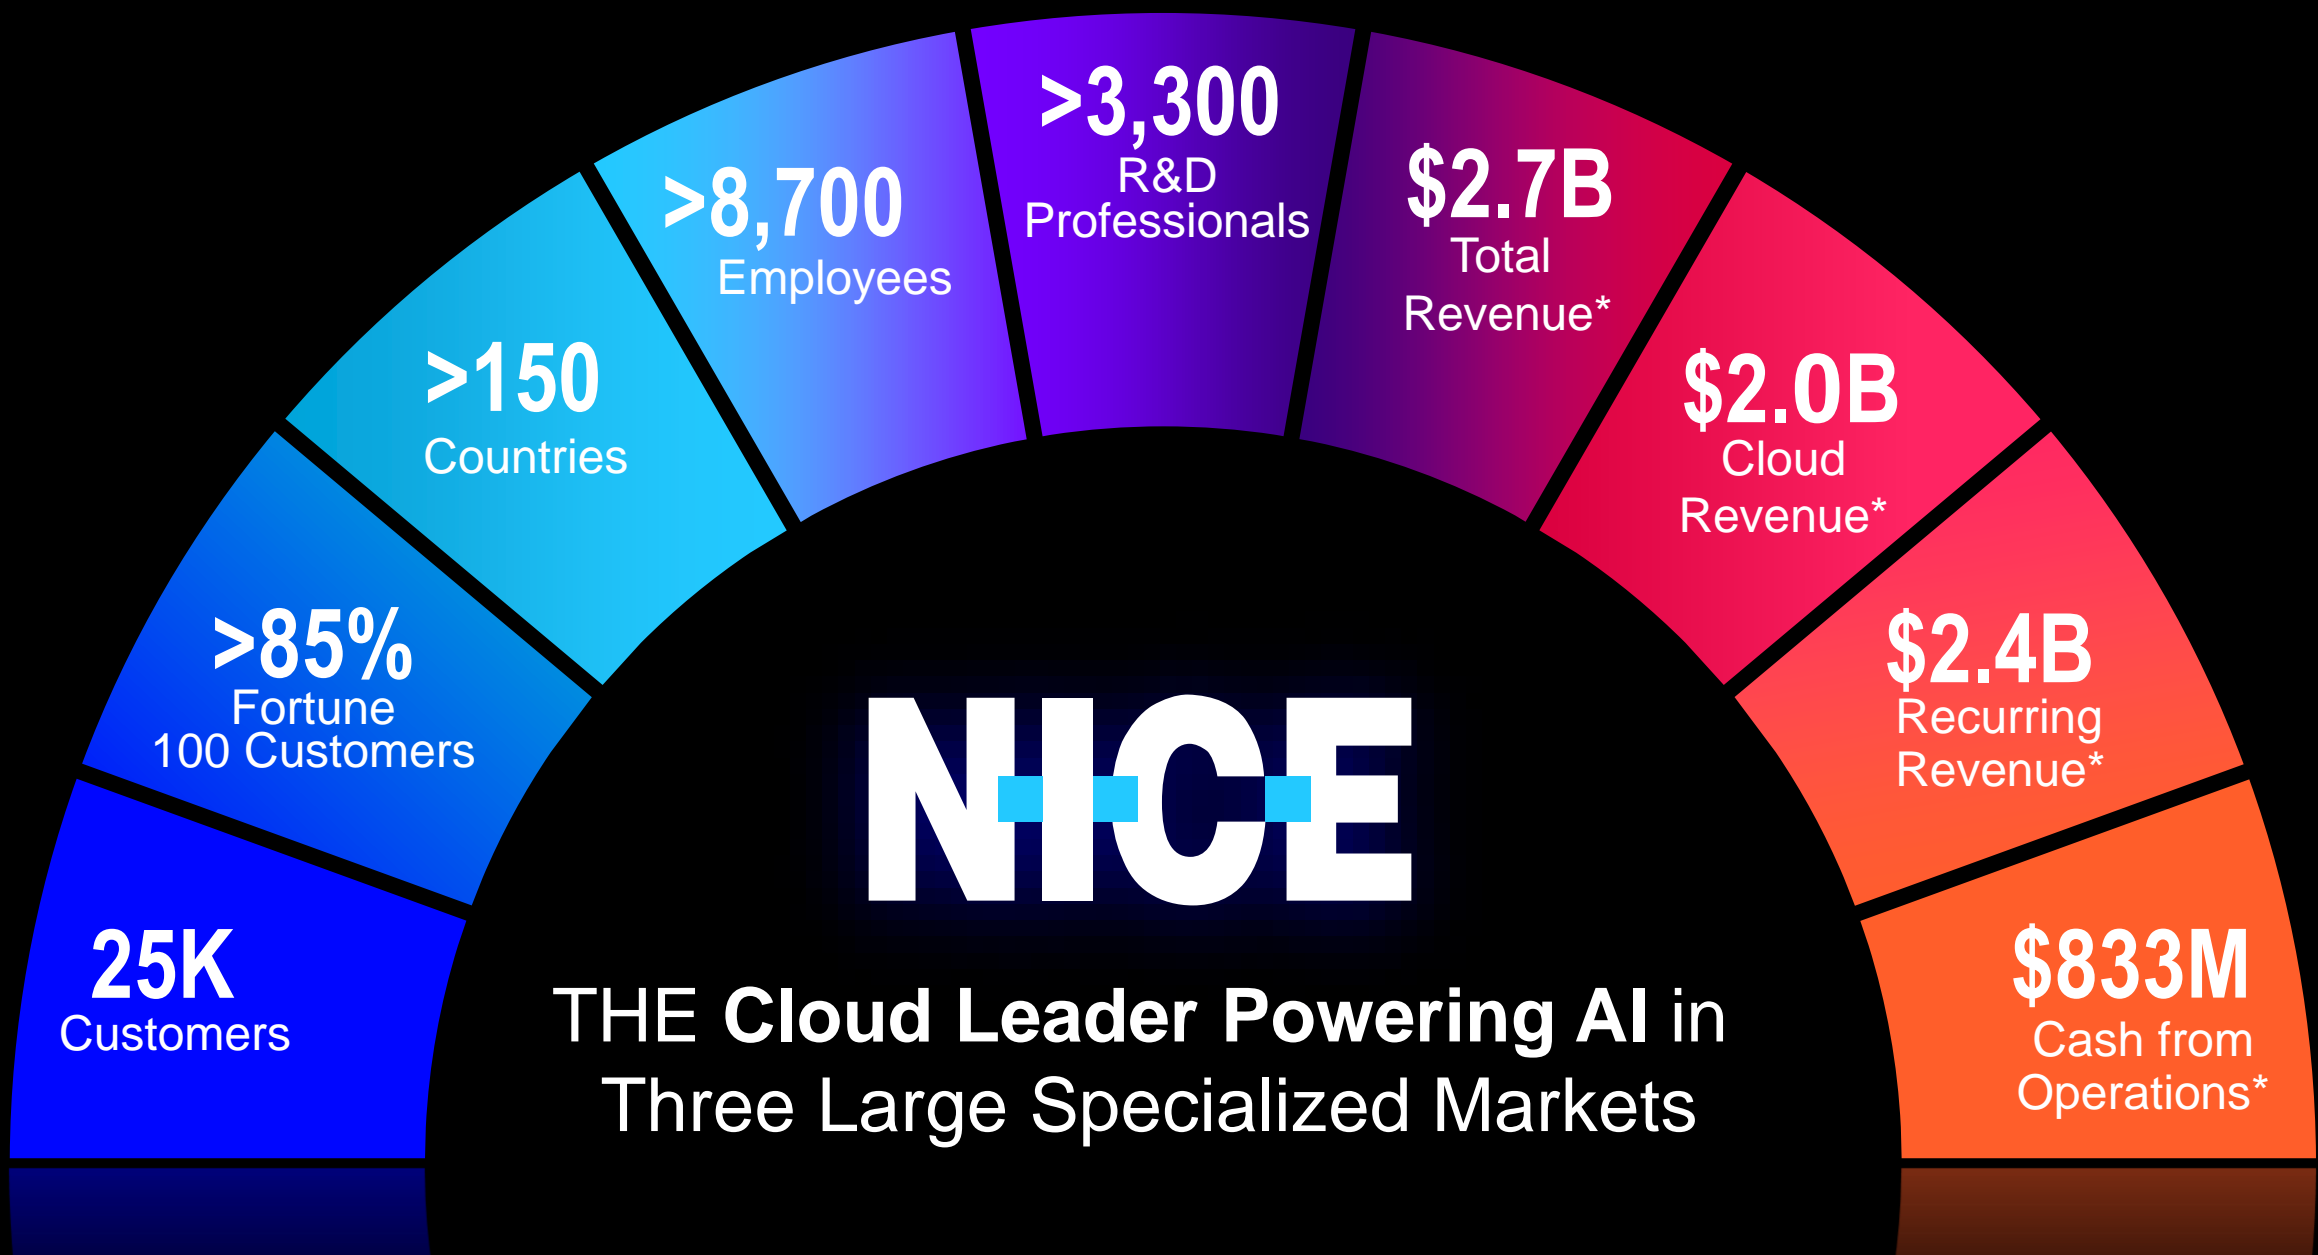 25K
Customers
>85%
Fortune
100 Customers
>150
Countries
>8,700
Employees
>3,300
R&D
Professionals
$2.7B
Total
Revenue*
$2.0B
Cloud
Revenue*
$2.4B
Recurring
Revenue*
$833M
Cash from
Operations*
NICE
THE Cloud Leader Powering AI in
Three Large Specialized Markets